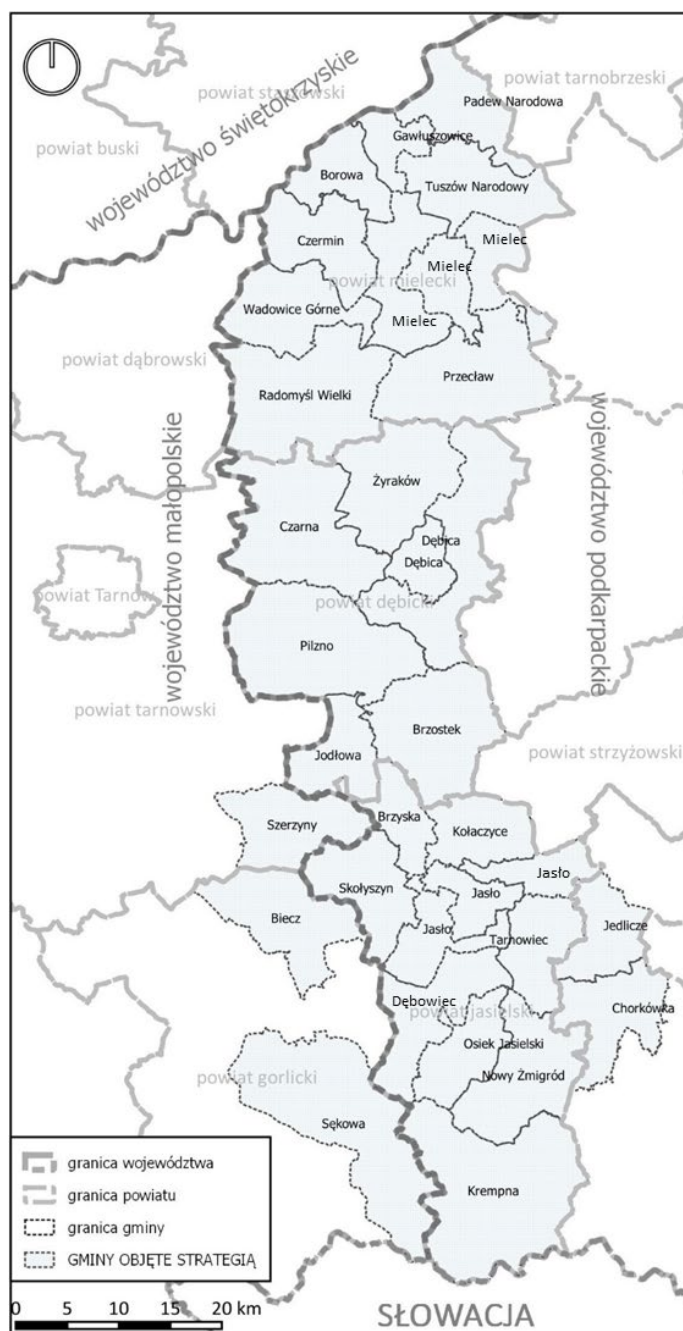 województwo świętokrzyskie
powiat staszowski
powiat tarnobrzeski
powiat buski
Padew Narodowa
Gawłuszowice
Borowa
Tuszów Narodowy
Czermin
Mielec
Mielec
powiat mielecki
Wadowice Górne
Mielec
powiat dąbrowski
Przecław
Radomyśl Wielki
województwo małopolskie
województwo podkarpackie
Żyraków
Czarna
Dębica
Dębica
powiat Tarnów
powiat dębicki
Pilzno
powiat tarnowski
Brzostek
powiat strzyżowski
Jodłowa
Szerzyny
Brzyska
Kołaczyce
Jasło
Skołyszyn
Jasło
Biecz
Jasło
Tarnowiec
Jedlicze
Dębowiec
powiat jasielski
Chorkówka
Osiek Jasielski
Nowy Żmigród
powiat gorlicki
Sękowa
Krempna
granica województwa
granica powiatu
granica gminy
GMINY OBJĘTE STRATEGIĄ
0 5 10 15 20 km
SŁOWACJA